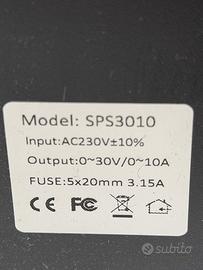 Model: SPS3010
Input:AC230V±10%
Output:0~30V/0~10A
FUSE:5x20mm 3.15A
CE FC
subito